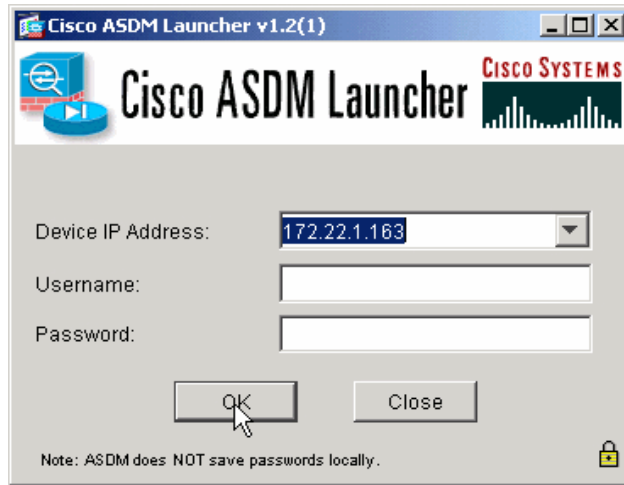 Cisco ASDM Launcher v1.2(1)
Cisco ASDM Launcher
CISCO SYSTEMS
Device IP Address: 172.22.1.163
Username:
Password:
OK Close
Note: ASDM does NOT save passwords locally.